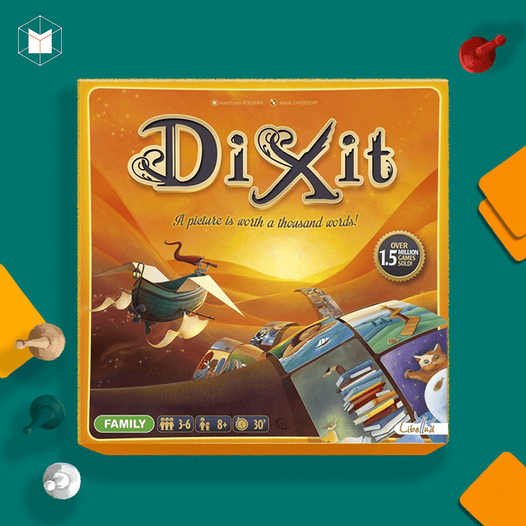 DiXit
A picture is worth a thousand words!
OVER
1.5 MILLION
GAMES
SOLD!
FAMILY 3-6 8+ 30'
Libellud